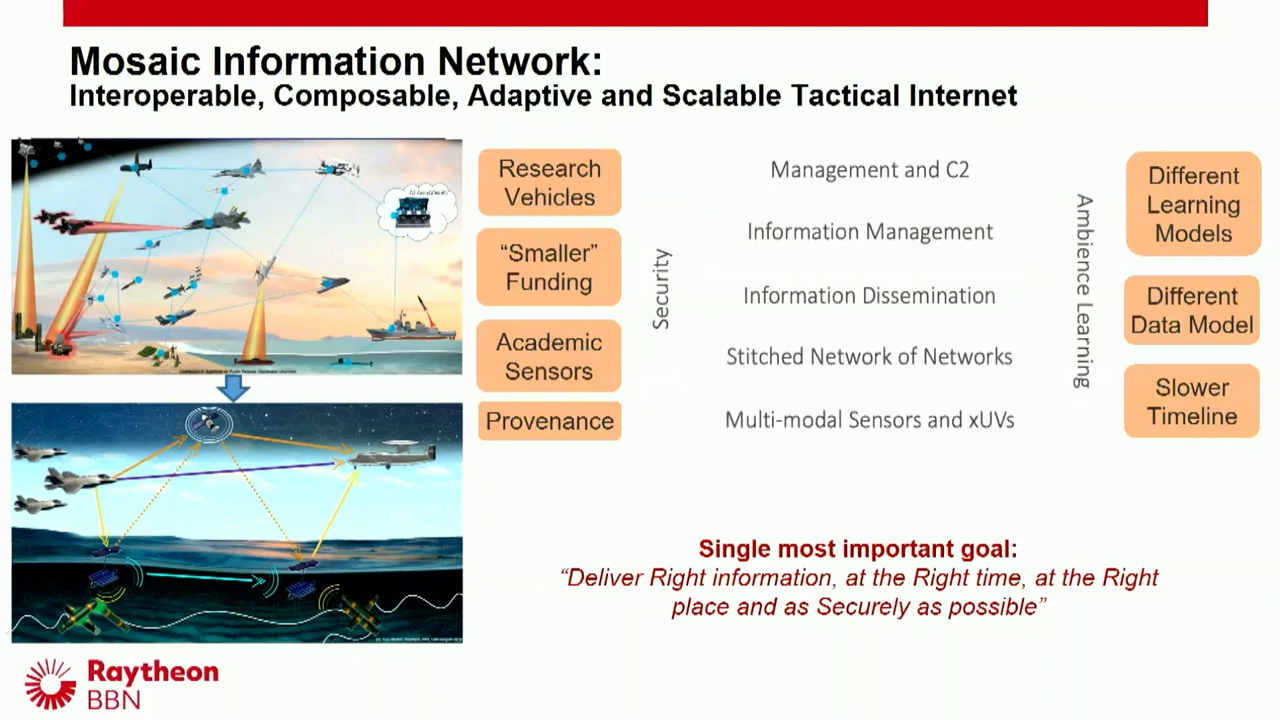 Mosaic Information Network:
Interoperable, Composable, Adaptive and Scalable Tactical Internet
Research
Vehicles
“Smaller”
Funding
Academic
Sensors
Provenance
Security
Management and C2
Information Management
Information Dissemination
Stitched Network of Networks
Multi-modal Sensors and xUVs
Ambience Learning
Different
Learning
Models
Different
Data Model
Slower
Timeline
Single most important goal:
“Deliver Right information, at the Right time, at the Right
place and as Securely as possible”
Raytheon
BBN